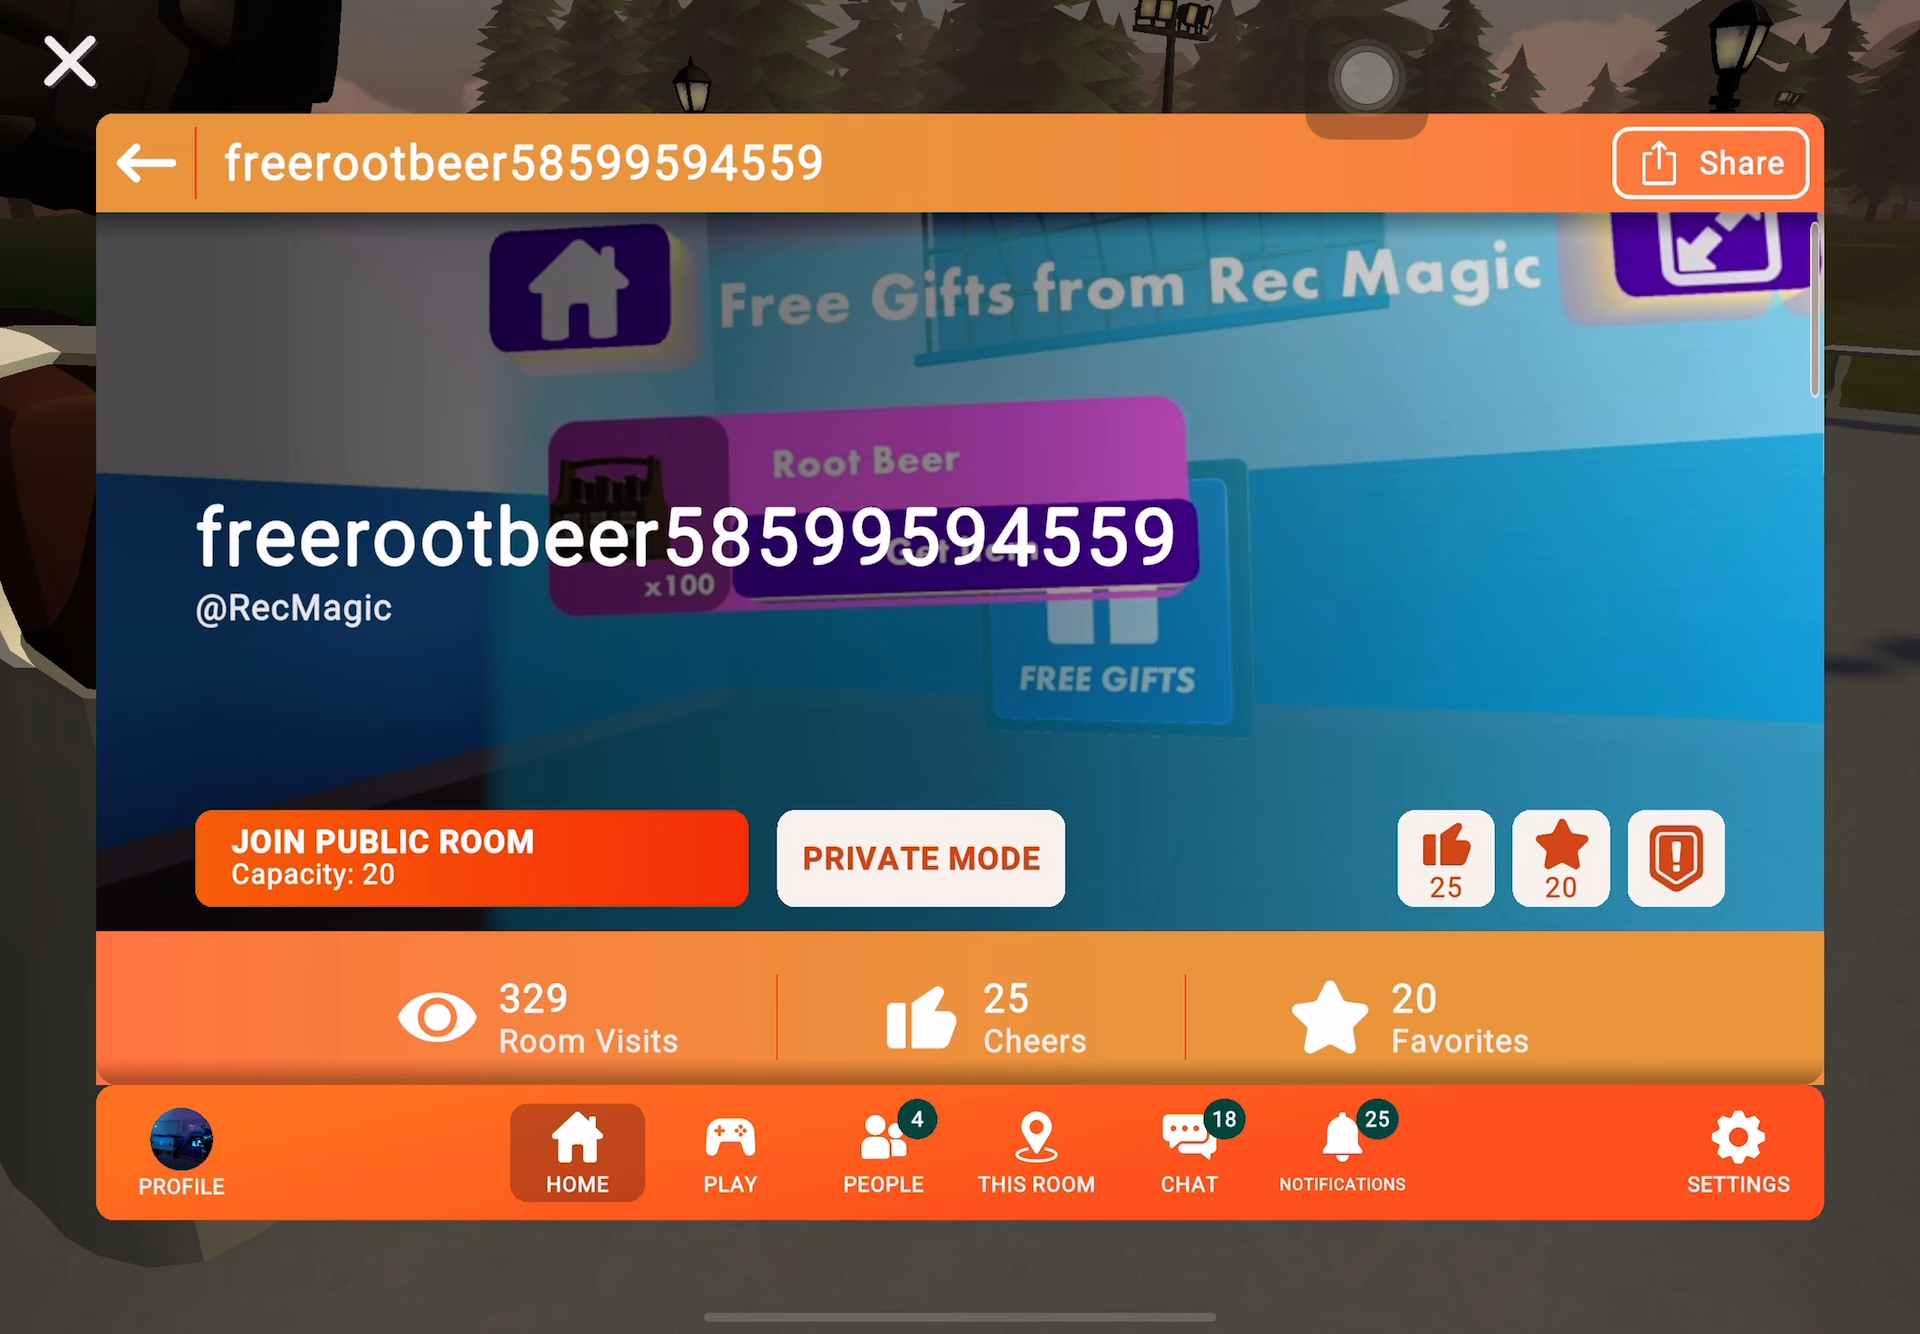 freerootbeer58599594559
Share
Free Gifts from Rec Magic
Root Beer
freerootbeer58599594559
x100
@RecMagic
FREE GIFTS
JOIN PUBLIC ROOM
Capacity: 20
PRIVATE MODE
25
20
329
Room Visits
25
Cheers
20
Favorites
PROFILE
HOME
PLAY
4
PEOPLE
THIS ROOM
18
CHAT
25
NOTIFICATIONS
SETTINGS